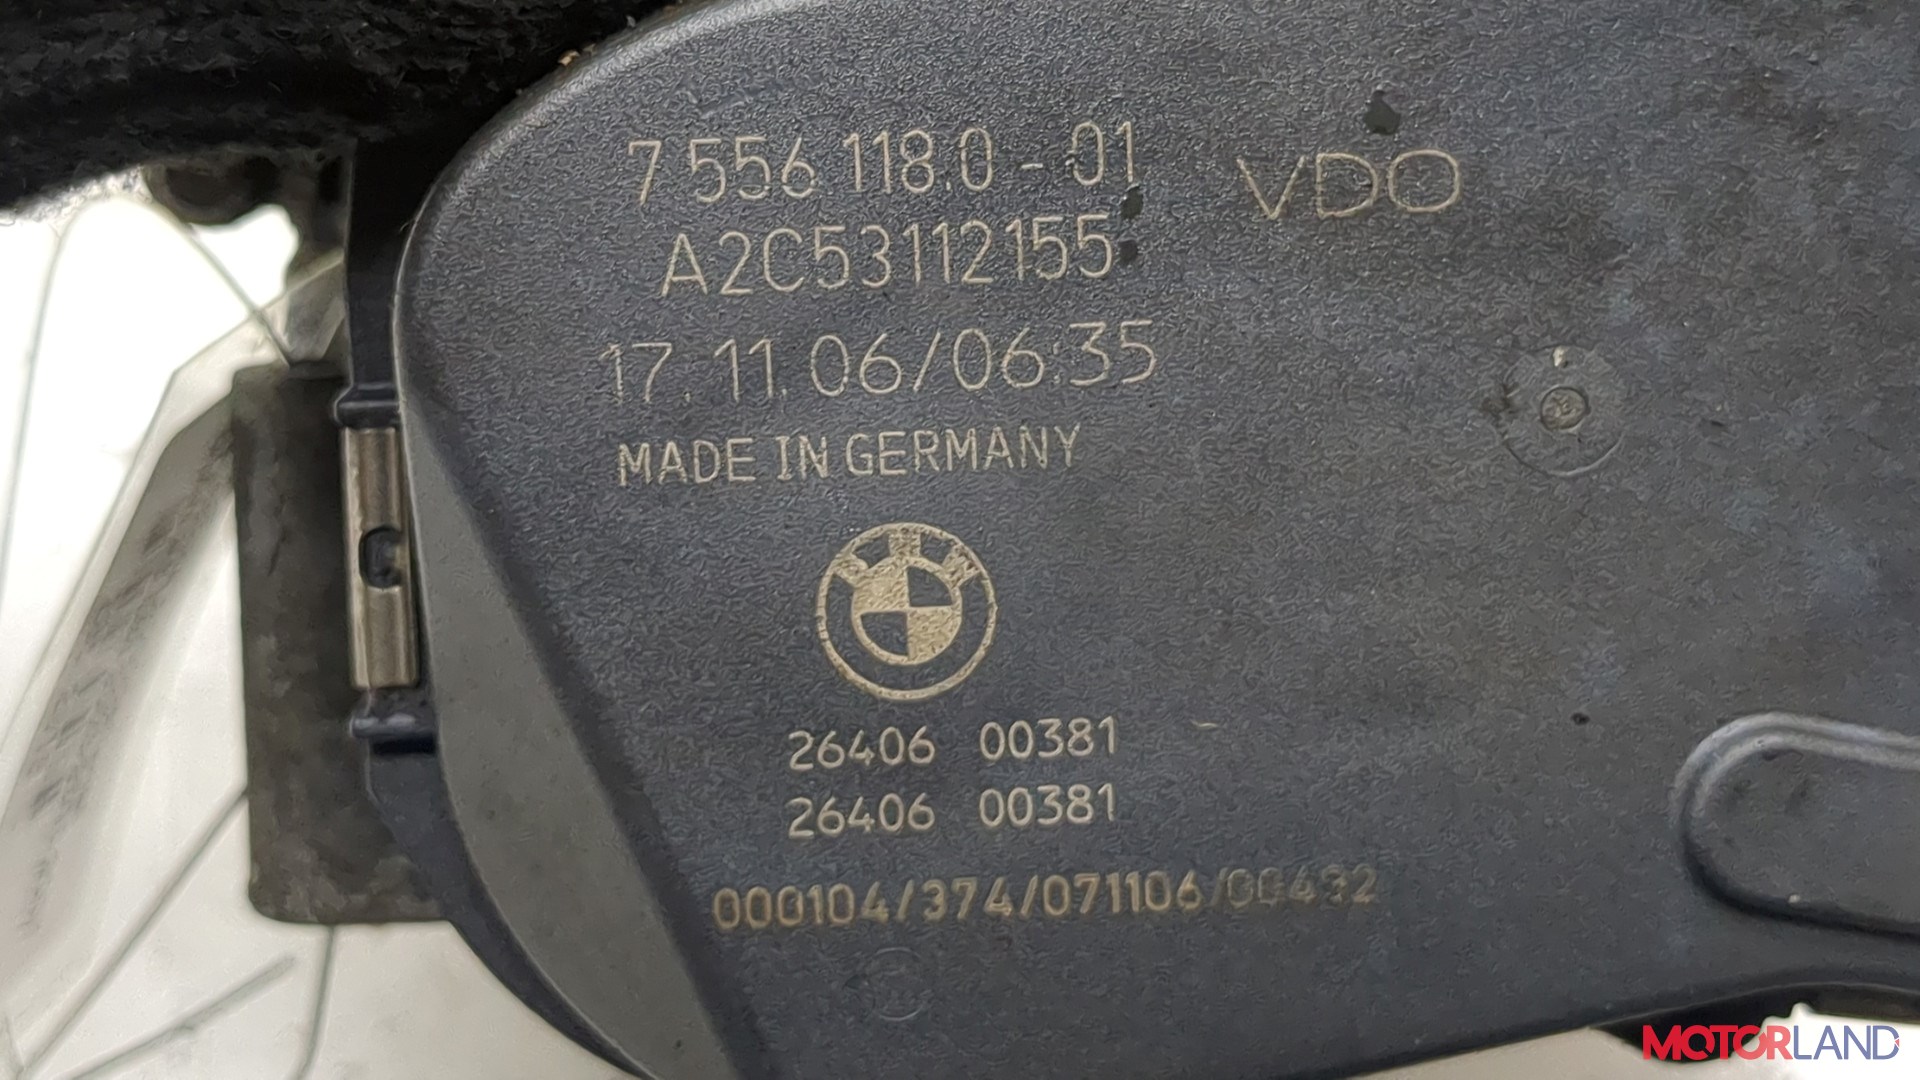 7 556 118.0 - 01
VDO
A2C53112155
17.11.06/06:35
MADE IN GERMANY
BMW
26406 00381
26406 00381
000104/374/071106/00432
MOTORLAND